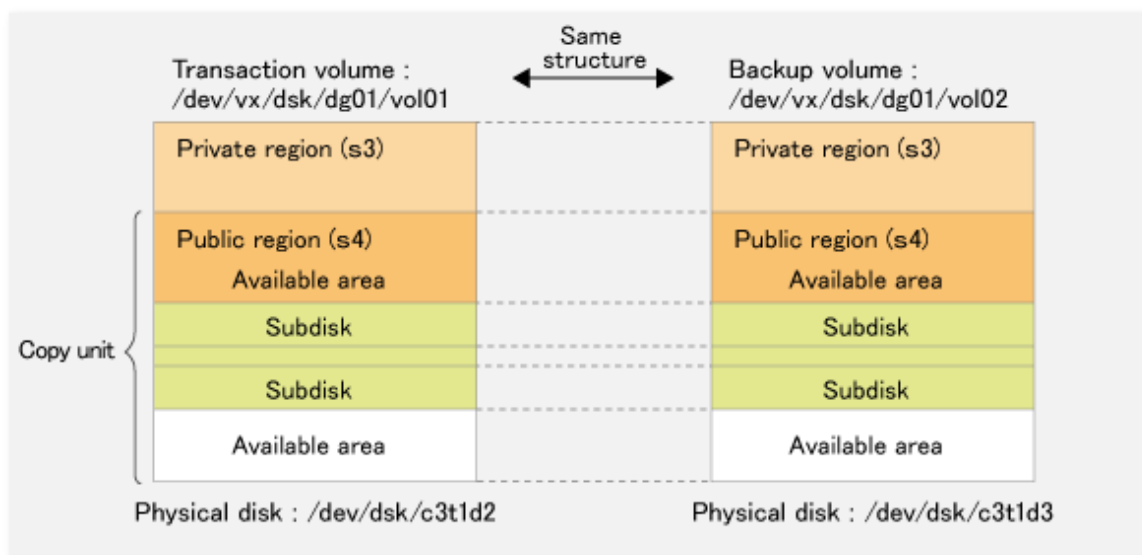 Same
structure
Transaction volume :
/dev/vx/dsk/dg01/vol01
Backup volume :
/dev/vx/dsk/dg01/vol02
Private region (s3)
Private region (s3)
Public region (s4)
Available area
Public region (s4)
Available area
Subdisk
Subdisk
Copy unit
Subdisk
Subdisk
Available area
Available area
Physical disk : /dev/dsk/c3t1d2
Physical disk : /dev/dsk/c3t1d3